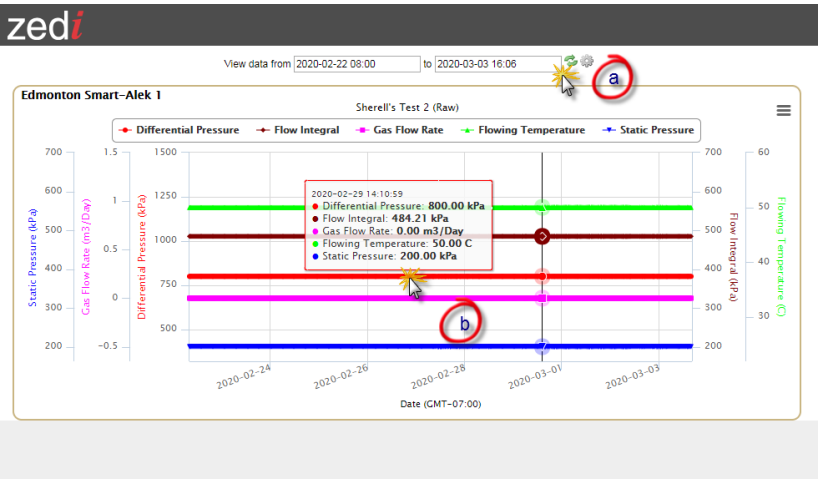 zedi
View data from 2020-02-22 08:00 to 2020-03-03 16:06
a
Edmonton Smart-Alek 1
Sherell's Test 2 (Raw)
Differential Pressure Flow Integral Gas Flow Rate Flowing Temperature Static Pressure
700 1.5 1500 700 60
600 1250 600
1 50
500 1000 500
0.5
400 400 40
750
300 0 300
30
500
200 -0.5 200
Static Pressure (kPa)
Gas Flow Rate (m3/Day)
Differential Pressure (kPa)
2020-02-29 14:10:59
Differential Pressure: 800.00 kPa
Flow Integral: 484.21 kPa
Gas Flow Rate: 0.00 m3/Day
Flowing Temperature: 50.00 C
Static Pressure: 200.00 kPa
b
Flow Integral (kPa)
Flowing Temperature (C)
2020-02-24 2020-02-26 2020-02-28 2020-03-01 2020-03-03
Date (GMT-07:00)